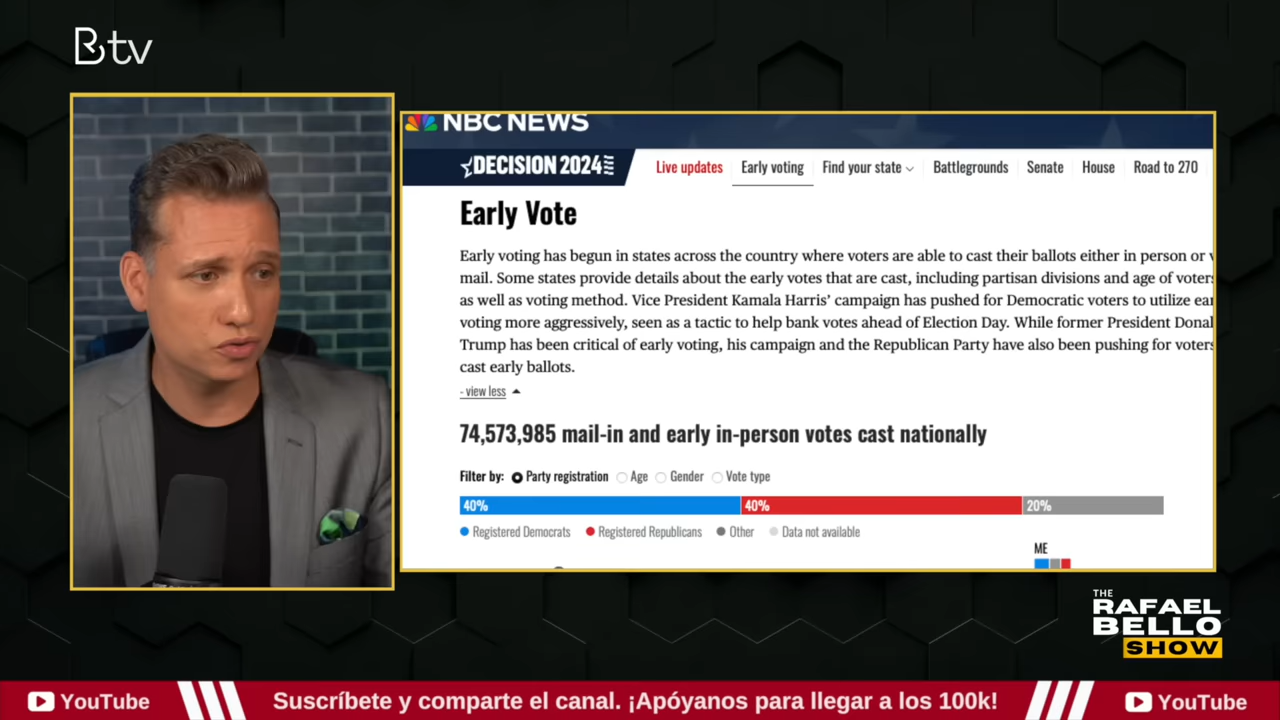 Btv
NBC NEWS
DECISION 2024
Live updates Early voting Find your state Battlegrounds Senate House Road to 270
Early Vote
Early voting has begun in states across the country where voters are able to cast their ballots either in person or
mail. Some states provide details about the early votes that are cast, including partisan divisions and age of voters
as well as voting method. Vice President Kamala Harris’ campaign has pushed for Democratic voters to utilize
voting more aggressively, seen as a tactic to help bank votes ahead of Election Day. While former President
Trump has been critical of early voting, his campaign and the Republican Party have also been pushing for voters
cast early ballots.
- view less
74,573,985 mail-in and early in-person votes cast nationally
Filter by: Party registration Age Gender Vote type
40% 40% 20%
Registered Democrats Registered Republicans Other Data not available
ME
THE
RAFAEL
BELLO
SHOW
YouTube Suscríbete y comparte el canal. ¡Apóyanos para llegar a los 100k! YouTube